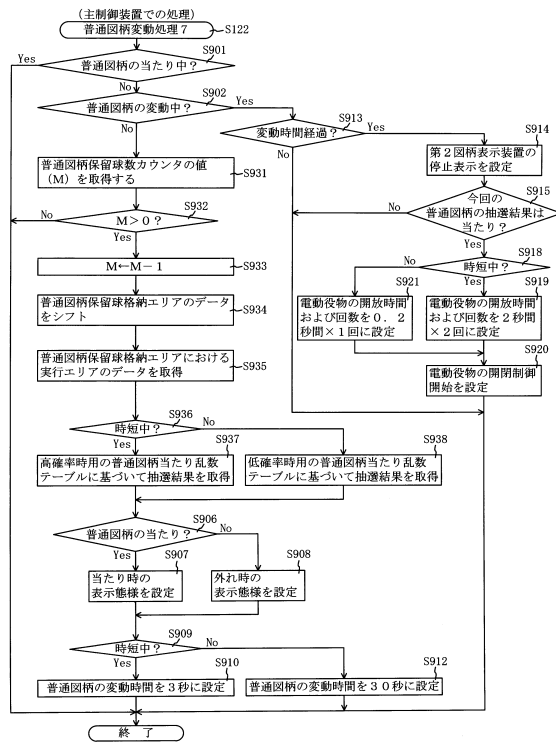 (主制御装置での処理)
普通図柄変動処理7
S122
S901
Yes
普通図柄の当たり中?
No
S902
普通図柄の変動中?
Yes
No
S913
変動時間経過?
Yes
No
S914
第2図柄表示装置の
停止表示を設定
S931
普通図柄保留球数カウンタの値
(M)を取得する
S915
今回の
普通図柄の抽選結果は
当たり?
No
Yes
S932
No
M>0?
Yes
S918
時短中?
No
Yes
M←M-1
S933
S921
電動役物の開放時間
および回数を0.2
秒間×1回に設定
S919
電動役物の開放時間
および回数を2秒間
×2回に設定
普通図柄保留球格納エリアのデータ
をシフト
S934
S920
電動役物の開閉制御
開始を設定
普通図柄保留球格納エリアにおける
実行エリアのデータを取得
S935
S936
時短中?
No
Yes
S937
高確率時用の普通図柄当たり乱数
テーブルに基づいて抽選結果を取得
S938
低確率時用の普通図柄当たり乱数
テーブルに基づいて抽選結果を取得
S906
普通図柄の当たり?
No
Yes
S907
当たり時の
表示態様を設定
S908
外れ時の
表示態様を設定
S909
時短中?
No
Yes
S910
普通図柄の変動時間を3秒に設定
S912
普通図柄の変動時間を30秒に設定
終了